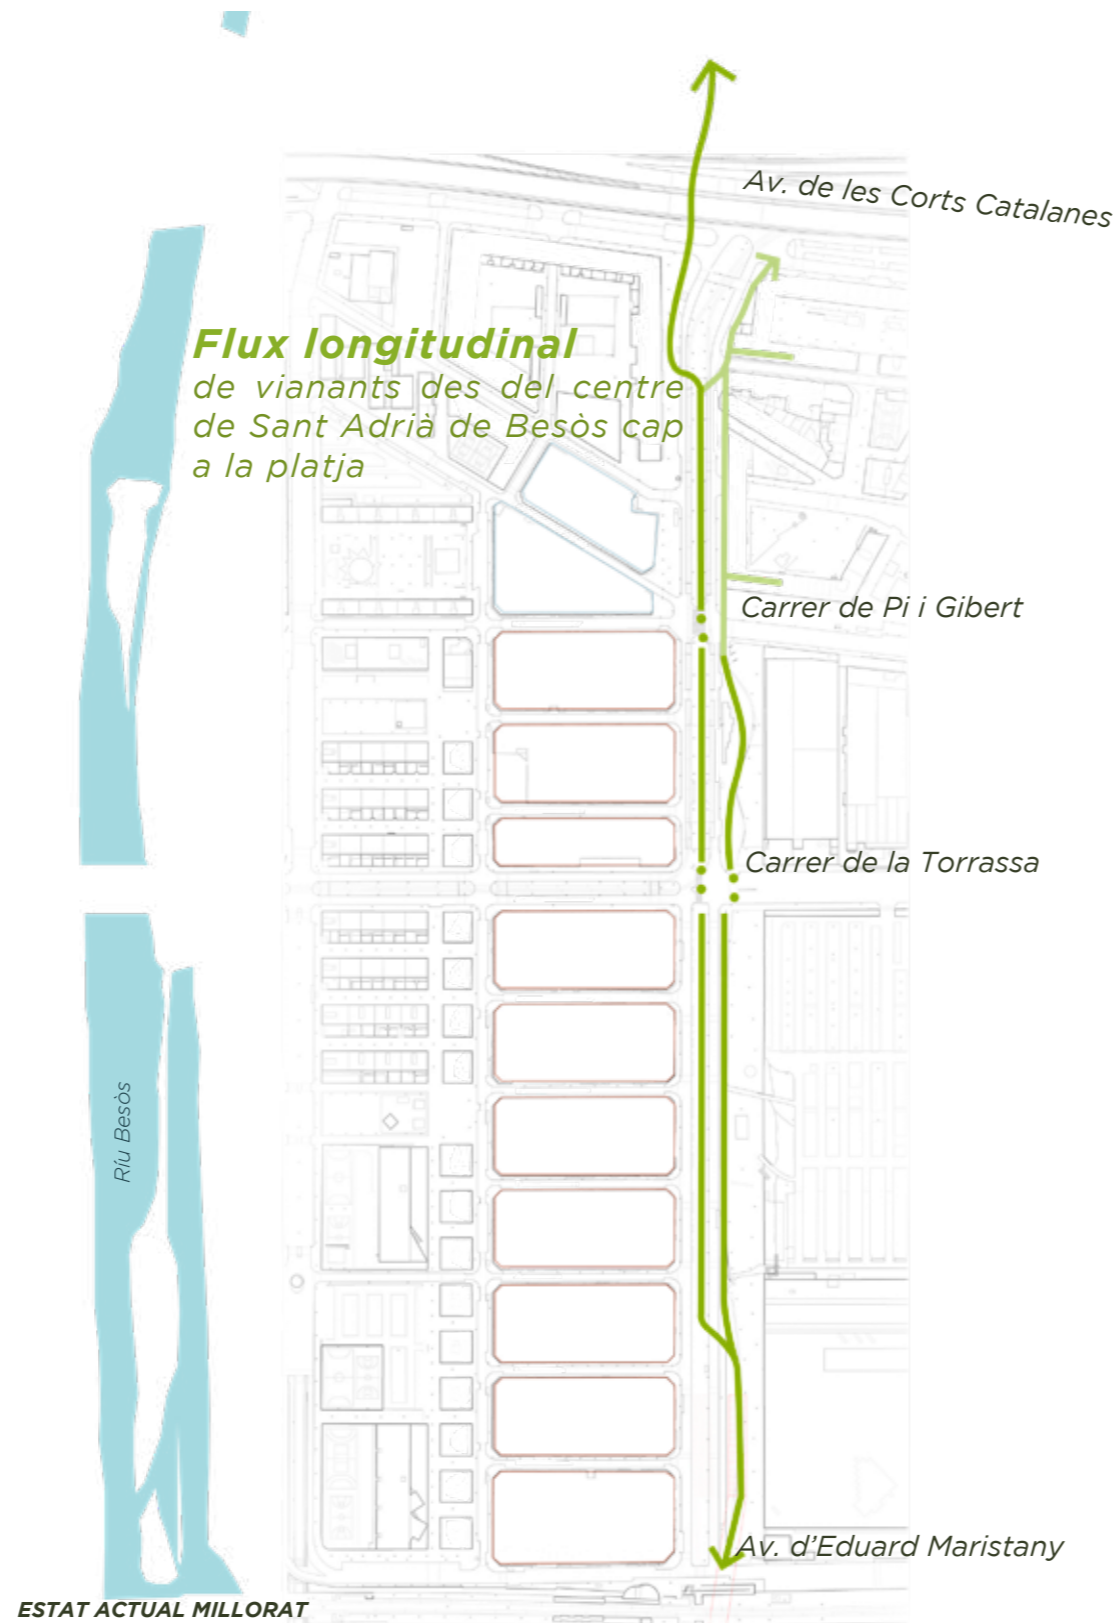 Av. de les Corts Catalanes
Flux longitudinal
de vianants des del centre
de Sant Adrià de Besòs cap
a la platja
Carrer de Pi i Gibert
Carrer de la Torrassa
Ríu Besòs
Av. d'Eduard Maristany
ESTAT ACTUAL MILLORAT